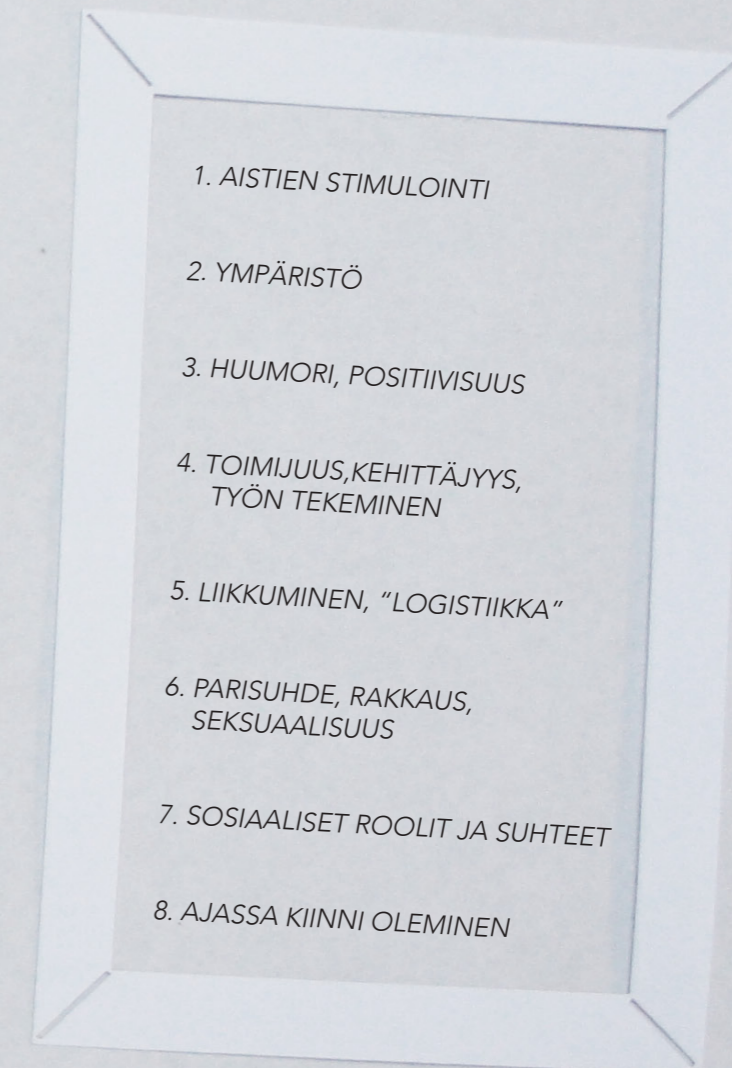 1. AISTIEN STIMULOINTI
2. YMPÄRISTÖ
3. HUUMORI, POSITIIVISUUS
4. TOIMIJUUS,KEHITTÄJYYS,
TYÖN TEKEMINEN
5. LIIKKUMINEN, “LOGISTIIKKA”
6. PARISUHDE, RAKKAUS,
SEKSUAALISUUS
7. SOSIAALISET ROOLIT JA SUHTEET
8. AJASSA KIINNI OLEMINEN